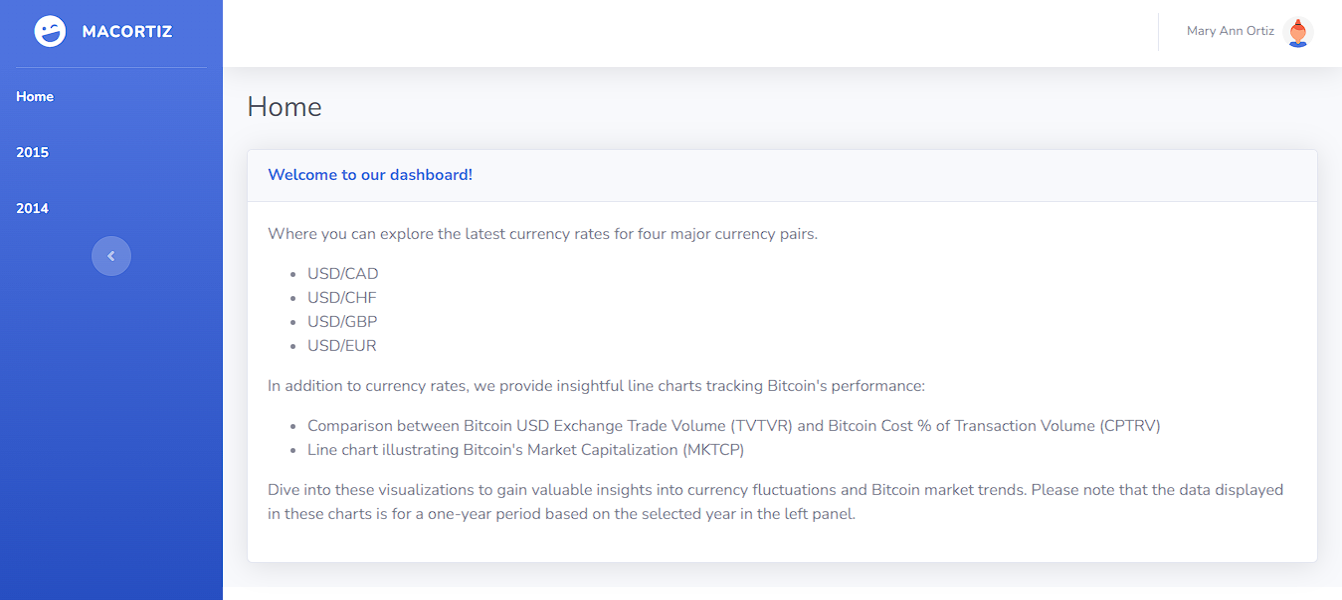 MACORTIZ
Mary Ann Ortiz
Home
2015
2014
Home
Welcome to our dashboard!
Where you can explore the latest currency rates for four major currency pairs.
USD/CAD
USD/CHF
USD/GBP
USD/EUR
In addition to currency rates, we provide insightful line charts tracking Bitcoin's performance:
Comparison between Bitcoin USD Exchange Trade Volume (TVTVR) and Bitcoin Cost % of Transaction Volume (CPTRV)
Line chart illustrating Bitcoin's Market Capitalization (MKTCP)
Dive into these visualizations to gain valuable insights into currency fluctuations and Bitcoin market trends. Please note that the data displayed
in these charts is for a one-year period based on the selected year in the left panel.